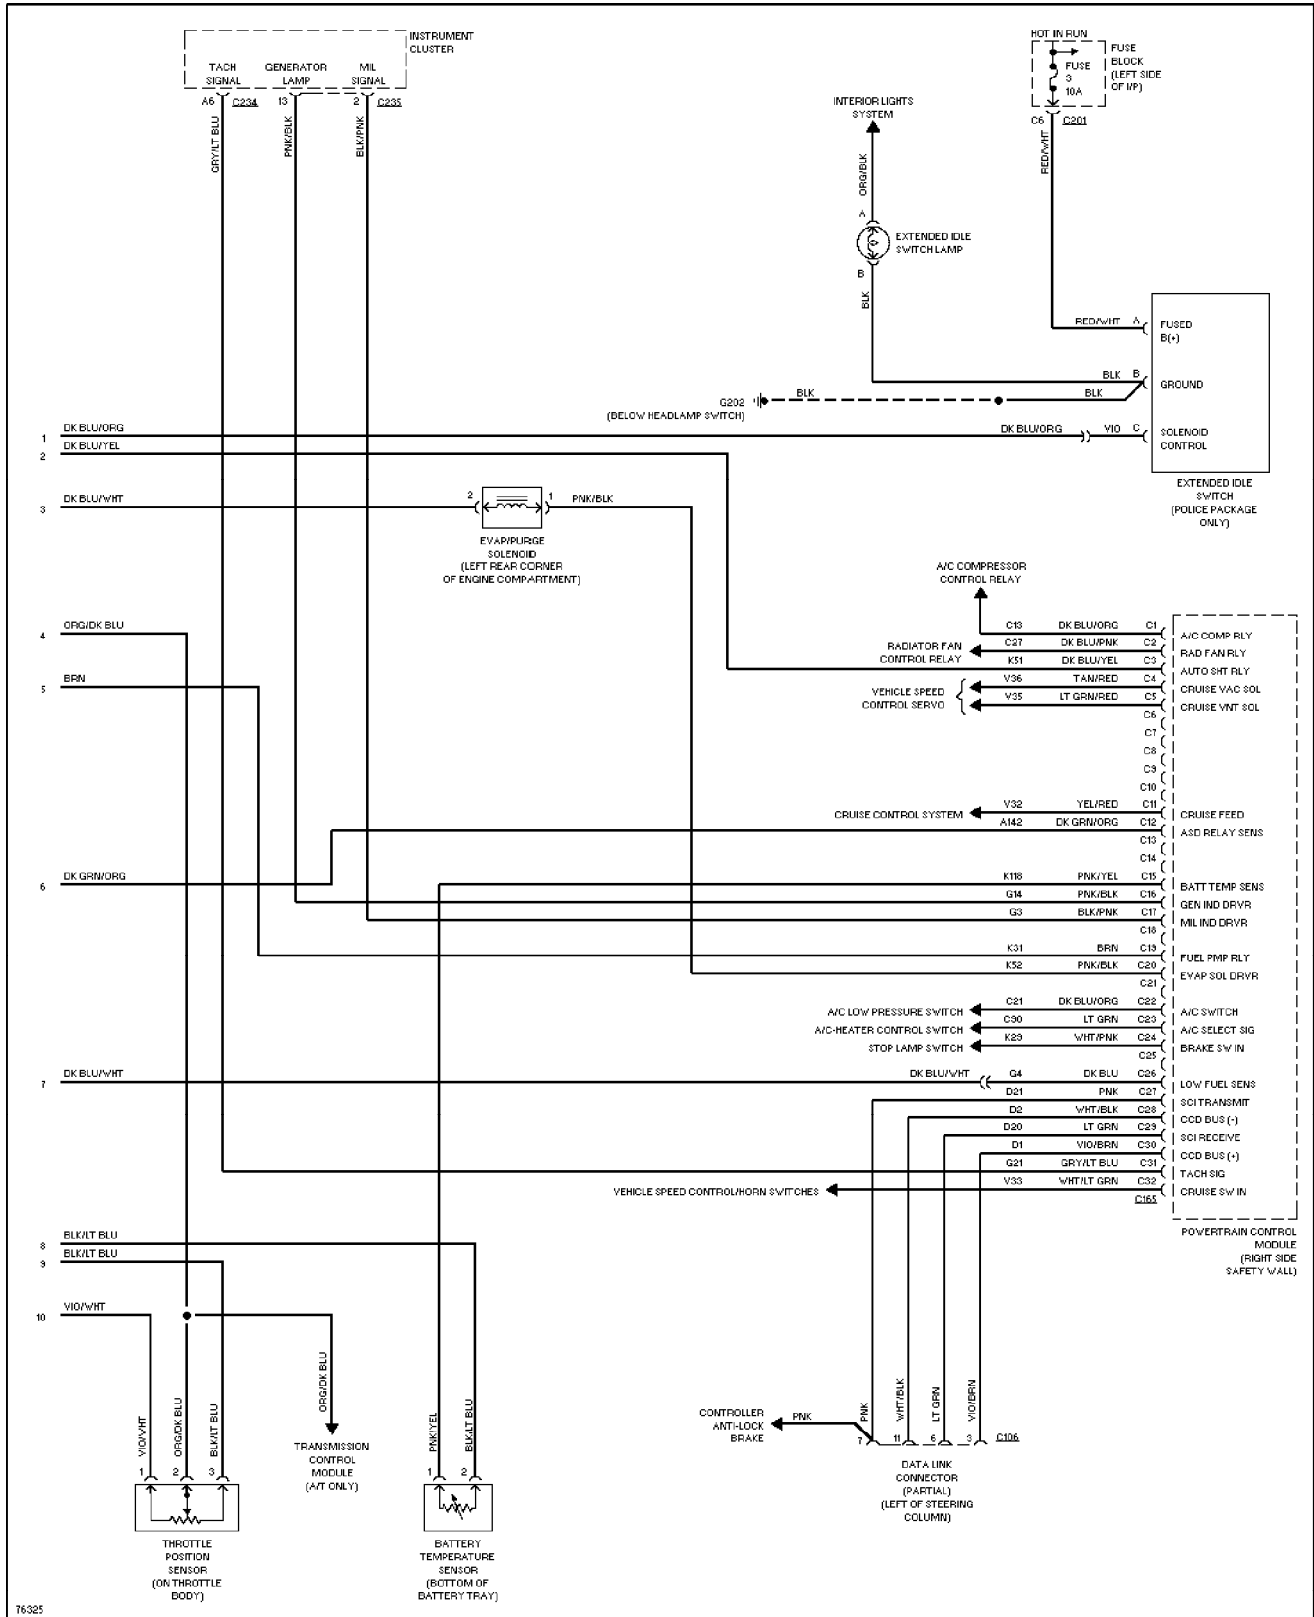 INSTRUMENT
CLUSTER
TACH
SIGNAL
GENERATOR
LAMP
MIL
SIGNAL
A6
C234
13
2
C235
GRY/LT BLU
PNK/BLK
BLK/PNK
INTERIOR LIGHTS
SYSTEM
ORG/BLK
A
EXTENDED IDLE
SWITCH LAMP
B
BLK
HOT IN RUN
FUSE
3
10A
FUSE
BLOCK
(LEFT SIDE
OF I/P)
C6
C201
RED/WHT
RED/WHT
A
FUSED
B(+)
BLK
B
GROUND
G202
(BELOW HEADLAMP SWITCH)
BLK
BLK
1
DK BLU/ORG
DK BLU/ORG
VIO
C
SOLENOID
CONTROL
EXTENDED IDLE
SWITCH
(POLICE PACKAGE
ONLY)
2
DK BLU/YEL
3
DK BLU/WHT
2
1
PNK/BLK
EVAP/PURGE
SOLENOID
(LEFT REAR CORNER
OF ENGINE COMPARTMENT)
A/C COMPRESSOR
CONTROL RELAY
4
ORG/DK BLU
5
BRN
C13 DK BLU/ORG C1
A/C COMP RLY
RADIATOR FAN
CONTROL RELAY
C27 DK BLU/PNK C2
RAD FAN RLY
K51 DK BLU/YEL C3
AUTO SHT RLY
VEHICLE SPEED
CONTROL SERVO
V36 TAN/RED C4
CRUISE VAC SOL
V35 LT GRN/RED C5
CRUISE VNT SOL
C6
C7
C8
C9
C10
CRUISE CONTROL SYSTEM
V32 YEL/RED C11
CRUISE FEED
A142 DK GRN/ORG C12
ASD RELAY SENS
C13
C14
6
DK GRN/ORG
K118 PNK/YEL C15
BATT TEMP SENS
G14 PNK/BLK C16
GEN IND DRVR
G3 BLK/PNK C17
MIL IND DRVR
C18
K31 BRN C19
FUEL PMP RLY
K52 PNK/BLK C20
EVAP SOL DRVR
C21
A/C LOW PRESSURE SWITCH
C21 DK BLU/ORG C22
A/C SWITCH
A/C-HEATER CONTROL SWITCH
C90 LT GRN C23
A/C SELECT SIG
STOP LAMP SWITCH
K29 WHT/PNK C24
BRAKE SW IN
C25
7
DK BLU/WHT
DK BLU/WHT
G4 DK BLU C26
LOW FUEL SENS
D21 PNK C27
SCI TRANSMIT
D2 WHT/BLK C28
CCD BUS (-)
D20 LT GRN C29
SCI RECEIVE
D1 VIO/BRN C30
CCD BUS (+)
G21 GRY/LT BLU C31
TACH SIG
VEHICLE SPEED CONTROL/HORN SWITCHES
V33 WHT/LT GRN C32
CRUISE SW IN
C165
POWERTRAIN CONTROL
MODULE
(RIGHT SIDE
SAFETY WALL)
8
BLK/LT BLU
9
BLK/LT BLU
10
VIO/WHT
VIO/WHT
ORG/DK BLU
BLK/LT BLU
ORG/DK BLU
PNK/YEL
BLK/LT BLU
PNK
WHT/BLK
LT GRN
VIO/BRN
TRANSMISSION
CONTROL
MODULE
(A/T ONLY)
CONTROLLER
ANTI-LOCK
BRAKE
PNK
7
11
6
3
C106
DATA LINK
CONNECTOR
(PARTIAL)
(LEFT OF STEERING
COLUMN)
1
2
3
THROTTLE
POSITION
SENSOR
(ON THROTTLE
BODY)
1
2
BATTERY
TEMPERATURE
SENSOR
(BOTTOM OF
BATTERY TRAY)
76325